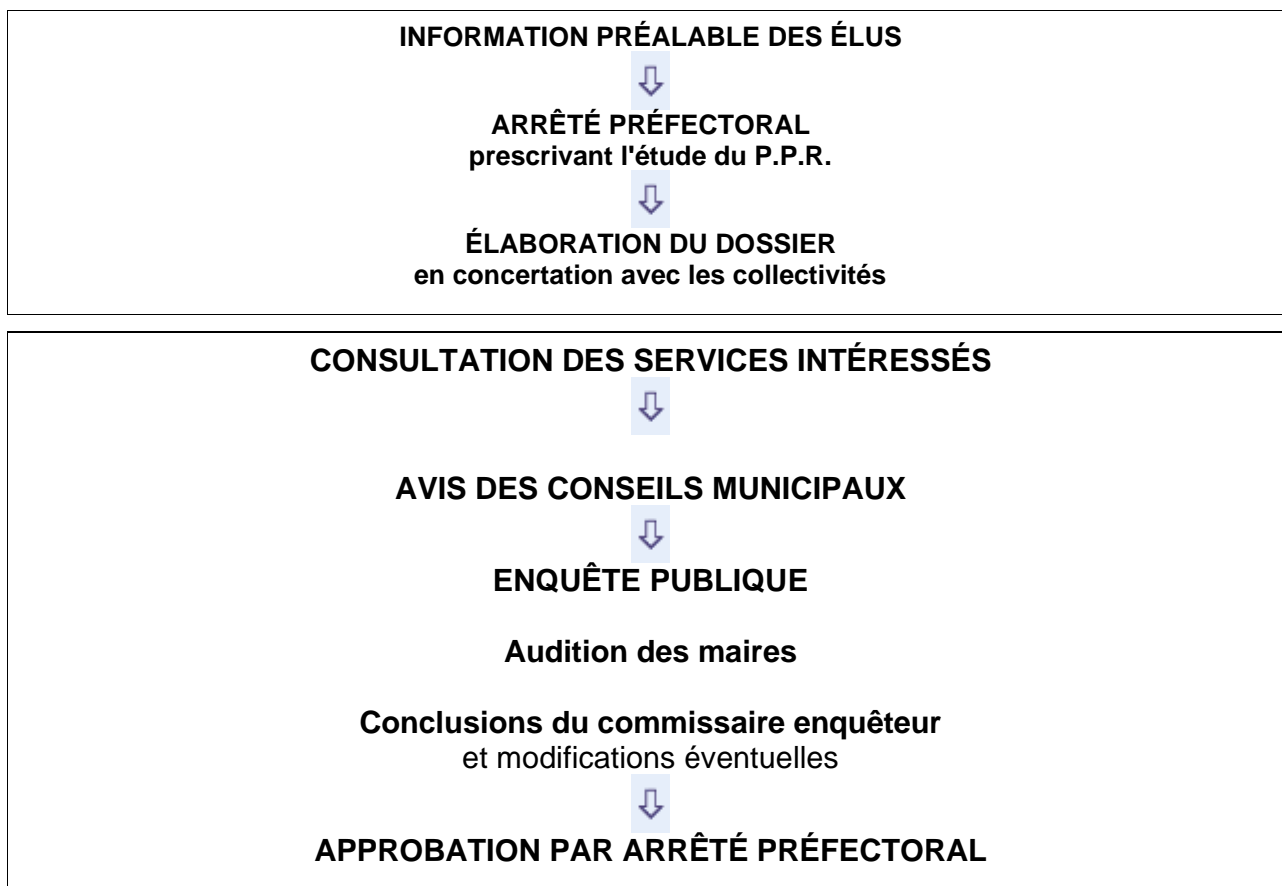 INFORMATION PRÉALABLE DES ÉLUS
ARRÊTÉ PRÉFECTORAL
prescrivant l'étude du P.P.R.
ÉLABORATION DU DOSSIER
en concertation avec les collectivités
CONSULTATION DES SERVICES INTÉRESSÉS
AVIS DES CONSEILS MUNICIPAUX
ENQUÊTE PUBLIQUE
Audition des maires
Conclusions du commissaire enquêteur
et modifications éventuelles
APPROBATION PAR ARRÊTÉ PRÉFECTORAL